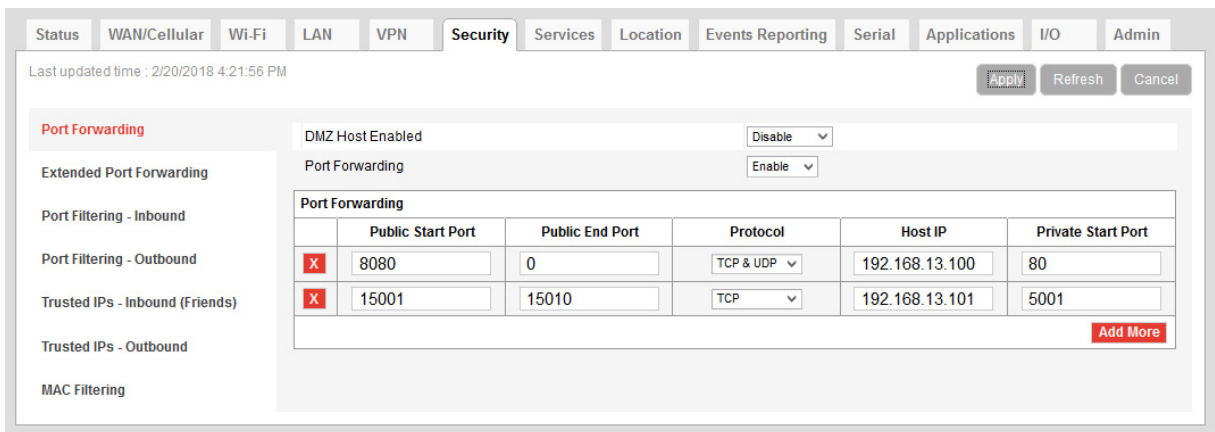 Status WAN/Cellular Wi-Fi LAN VPN Security Services Location Events Reporting Serial Applications I/O Admin
Last updated time : 2/20/2018 4:21:56 PM
Apply Refresh Cancel
Port Forwarding
Extended Port Forwarding
Port Filtering - Inbound
Port Filtering - Outbound
Trusted IPs - Inbound (Friends)
Trusted IPs - Outbound
MAC Filtering
DMZ Host Enabled Disable
Port Forwarding Enable
Port Forwarding
Public Start Port Public End Port Protocol Host IP Private Start Port
X 8080 0 TCP & UDP 192.168.13.100 80
X 15001 15010 TCP 192.168.13.101 5001
Add More